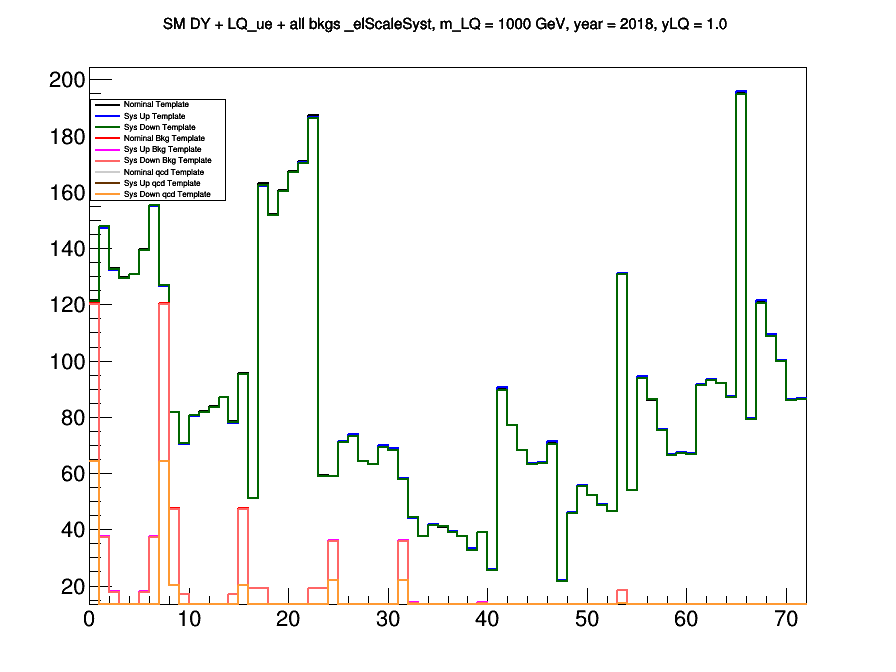 SM DY + LQ_ue + all bkgs _elScaleSyst, m_LQ = 1000 GeV, year = 2018, yLQ = 1.0
200
180
160
140
120
100
80
60
40
20
Nominal Template
Sys Up Template
Sys Down Template
Nominal Bkg Template
Sys Up Bkg Template
Sys Down Bkg Template
Nominal qcd Template
Sys Up qcd Template
Sys Down qcd Template
0 10 20 30 40 50 60 70